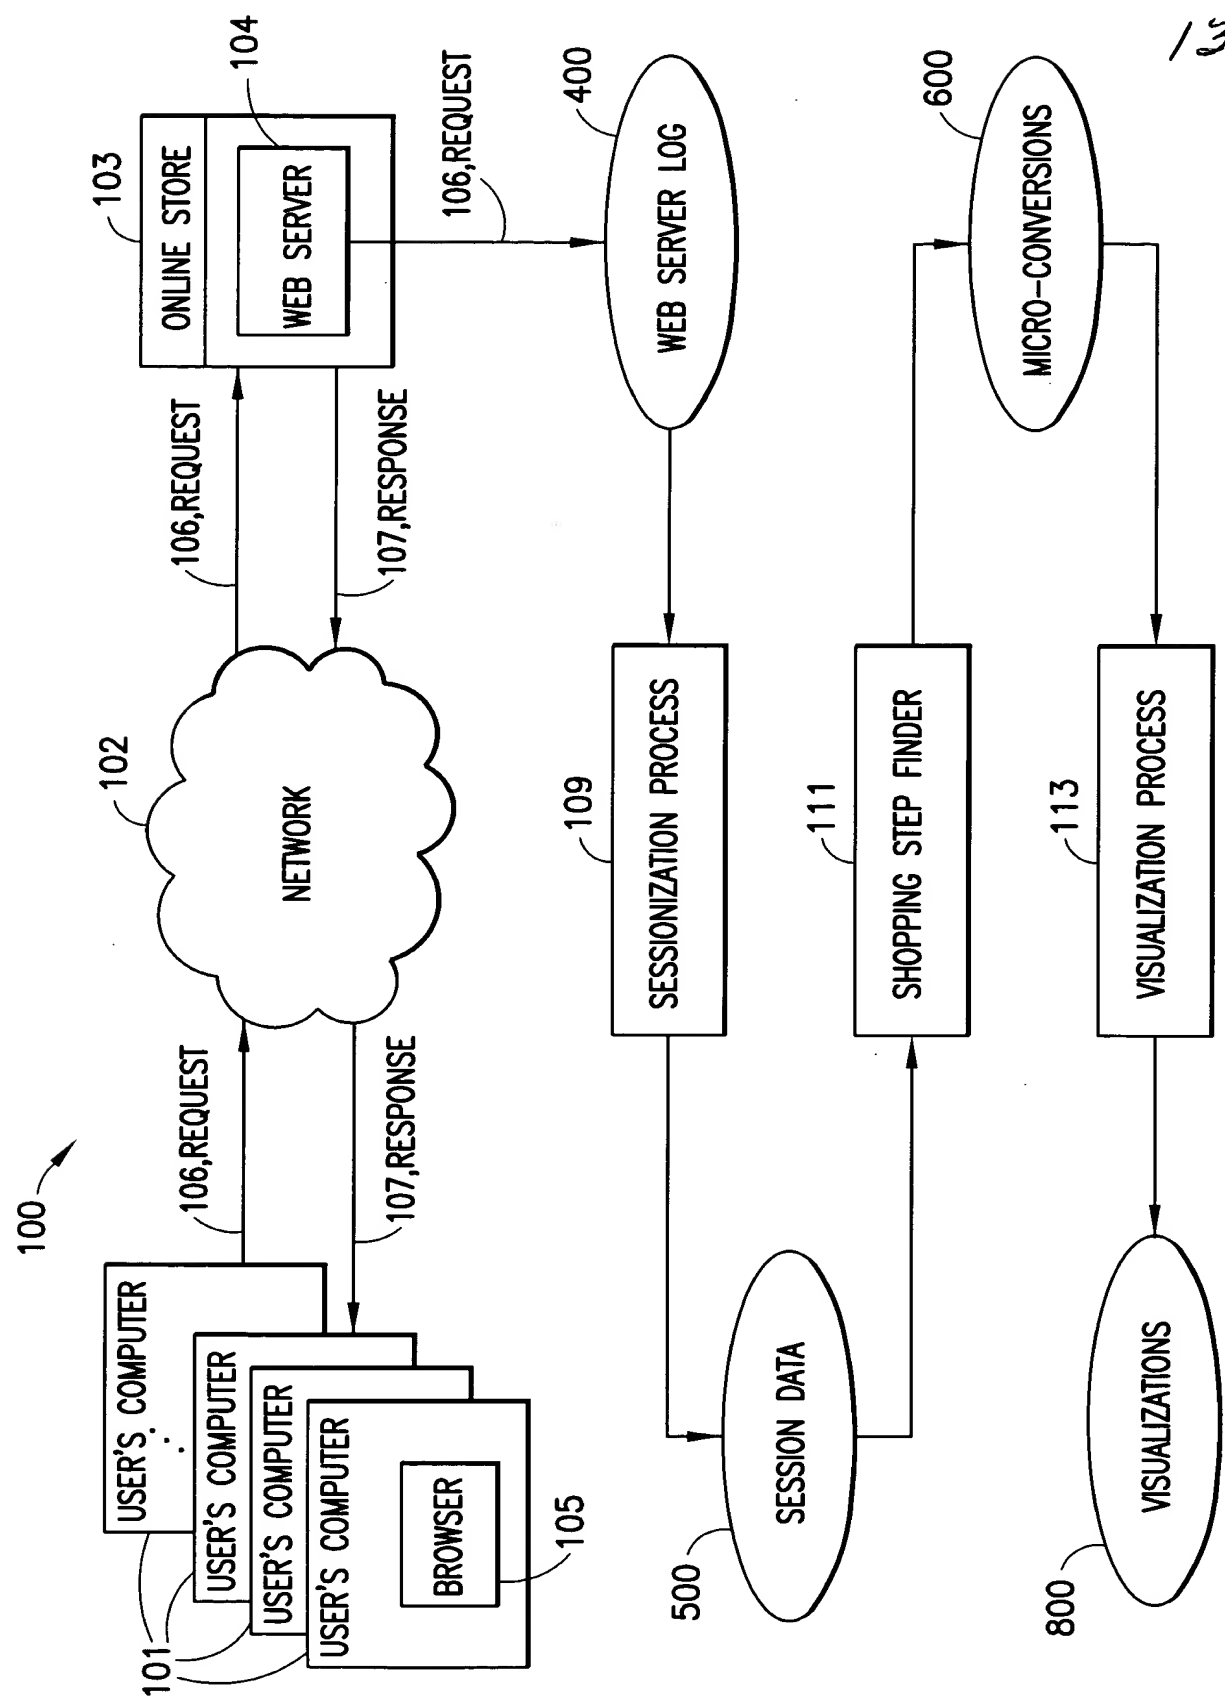 100
101
USER'S COMPUTER
USER'S COMPUTER
USER'S COMPUTER
USER'S COMPUTER
BROWSER
105
106,REQUEST
107,RESPONSE
102
NETWORK
106,REQUEST
107,RESPONSE
103
ONLINE STORE
104
WEB SERVER
106,REQUEST
400
WEB SERVER LOG
109
SESSIONIZATION PROCESS
500
SESSION DATA
111
SHOPPING STEP FINDER
600
MICRO-CONVERSIONS
113
VISUALIZATION PROCESS
800
VISUALIZATIONS